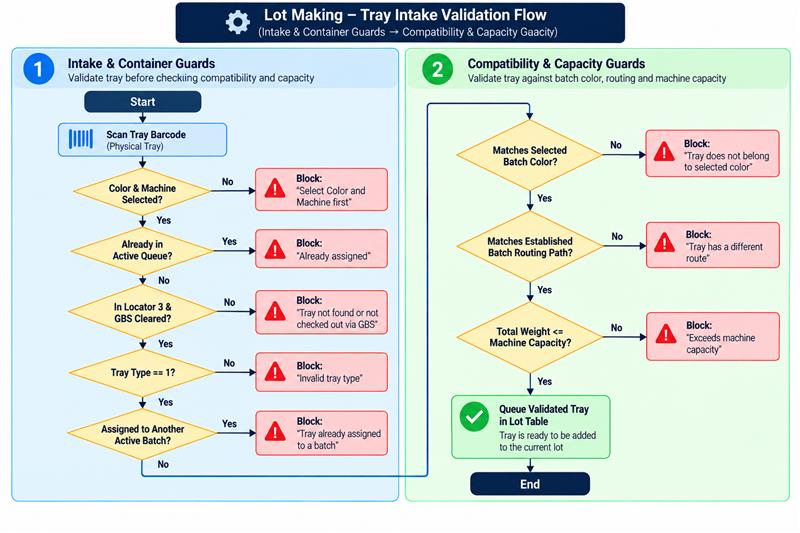 Lot Making – Tray Intake Validation Flow
(Intake & Container Guards → Compatibility & Capacity Gaacity)
1
Intake & Container Guards
Validate tray before checkiing compatibility and capacity
Start
Scan Tray Barcode
(Physical Tray)
Color & Machine
Selected?
No
Block:
"Select Color and
Machine first"
Yes
Already in
Active Queue?
Yes
Block:
"Already assigned"
No
In Locator 3 &
GBS Cleared?
No
Block:
"Tray not found or not
checked out via GBS"
Yes
Tray Type == 1?
No
Block:
"Invalid tray type"
Yes
Assigned to Another
Active Batch?
Yes
Block:
"Tray already assigned
to a batch"
No
2
Compatibility & Capacity Guards
Validate tray against batch color, routing and machine capacity
Matches Selected
Batch Color?
No
Block:
"Tray does not belong
to selected color"
Yes
Matches Established
Batch Routing Path?
No
Block:
"Tray has a different
route"
Yes
Total Weight <=
Machine Capacity?
No
Block:
"Exceeds machine
capacity"
Yes
Queue Validated Tray
in Lot Table
Tray is ready to be added
to the current lot
End